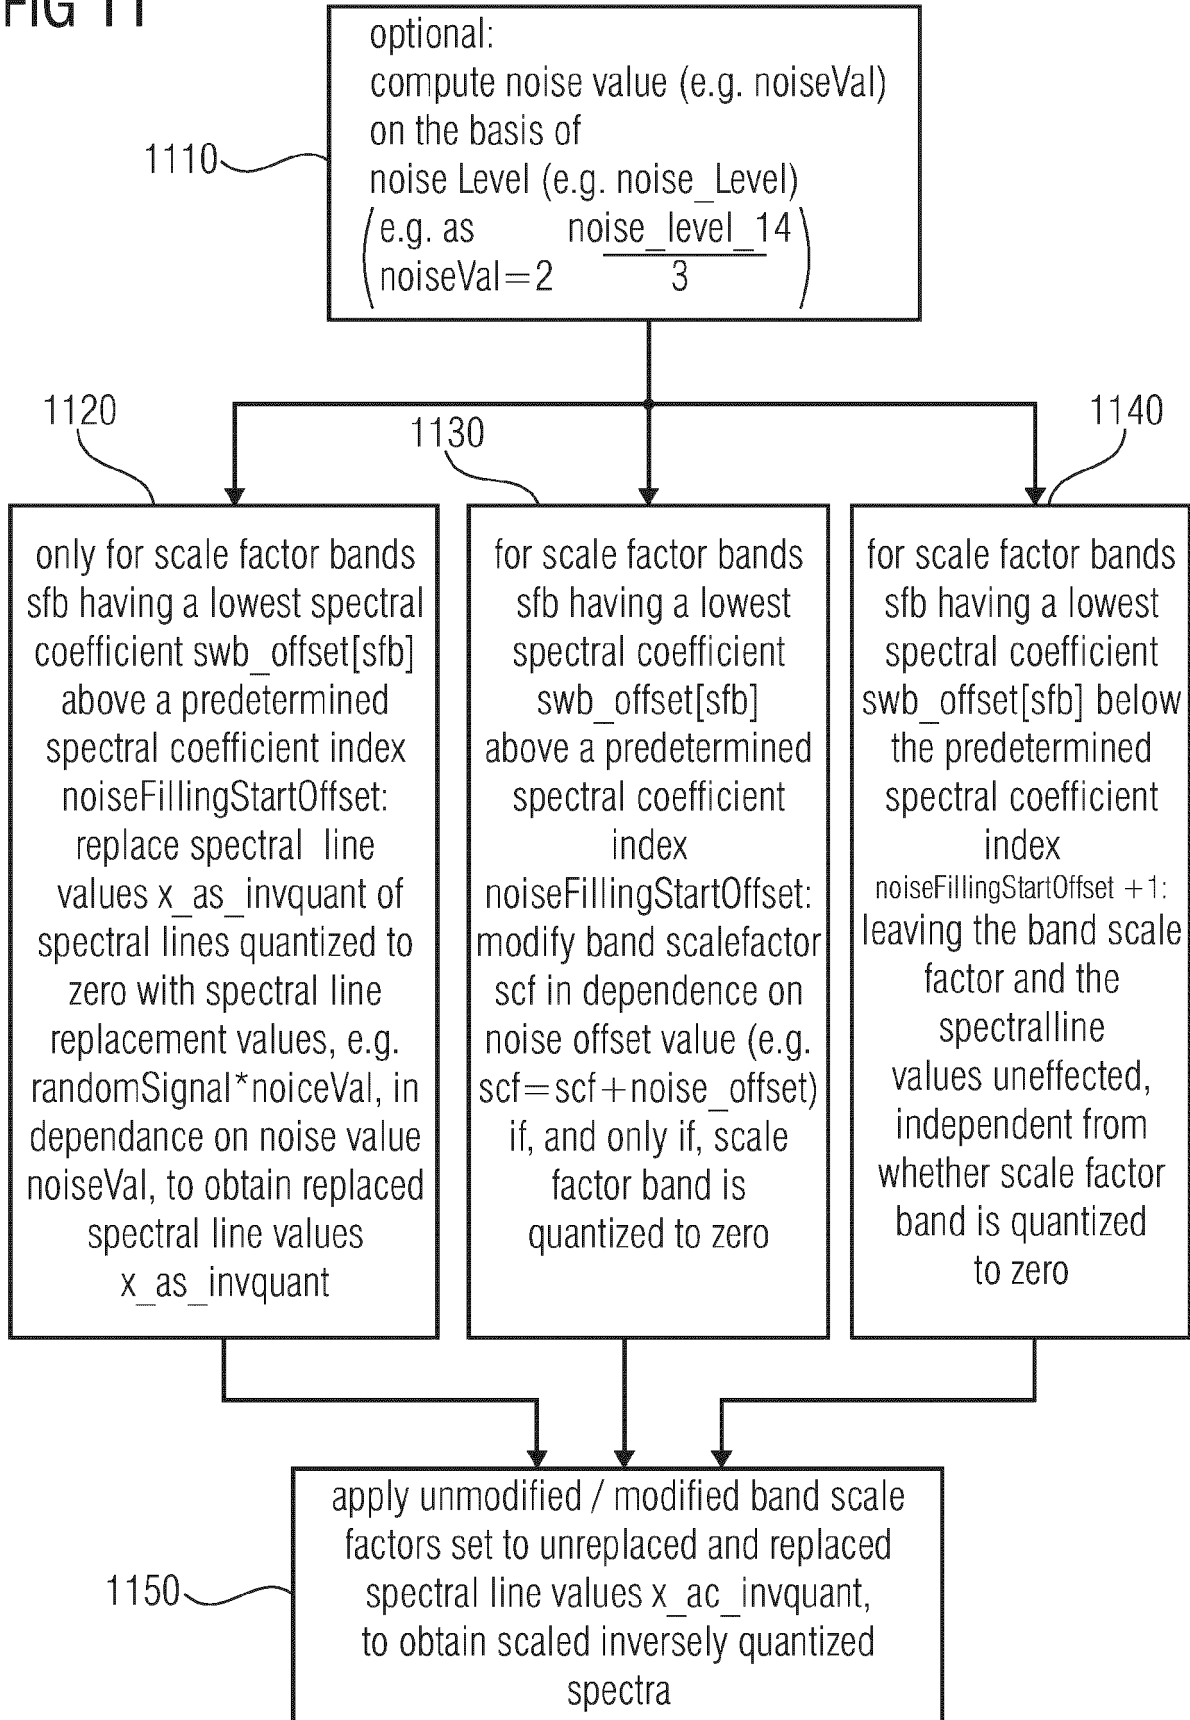 FIG 11
optional:
compute noise value (e.g. noiseVal)
on the basis of
noise Level (e.g. noise_Level)
e.g. as noise_level_14
noiseVal=2 3
1110
1120
1130
1140
only for scale factor bands
sfb having a lowest spectral
coefficient swb_offset[sfb]
above a predetermined
spectral coefficient index
noiseFillingStartOffset:
replace spectral line
values x_as_invquant of
spectral lines quantized to
zero with spectral line
replacement values, e.g.
randomSignal*noiceVal, in
dependance on noise value
noiseVal, to obtain replaced
spectral line values
x_as_invquant
for scale factor bands
sfb having a lowest
spectral coefficient
swb_offset[sfb]
above a predetermined
spectral coefficient
index
noiseFillingStartOffset:
modify band scalefactor
scf in dependence on
noise offset value (e.g.
scf=scf+noise_offset)
if, and only if, scale
factor band is
quantized to zero
for scale factor bands
sfb having a lowest
spectral coefficient
swb_offset[sfb] below
the predetermined
spectral coefficient
index
noiseFillingStartOffset +1:
leaving the band scale
factor and the
spectralline
values uneffected,
independent from
whether scale factor
band is quantized
to zero
1150
apply unmodified / modified band scale
factors set to unreplaced and replaced
spectral line values x_ac_invquant,
to obtain scaled inversely quantized
spectra